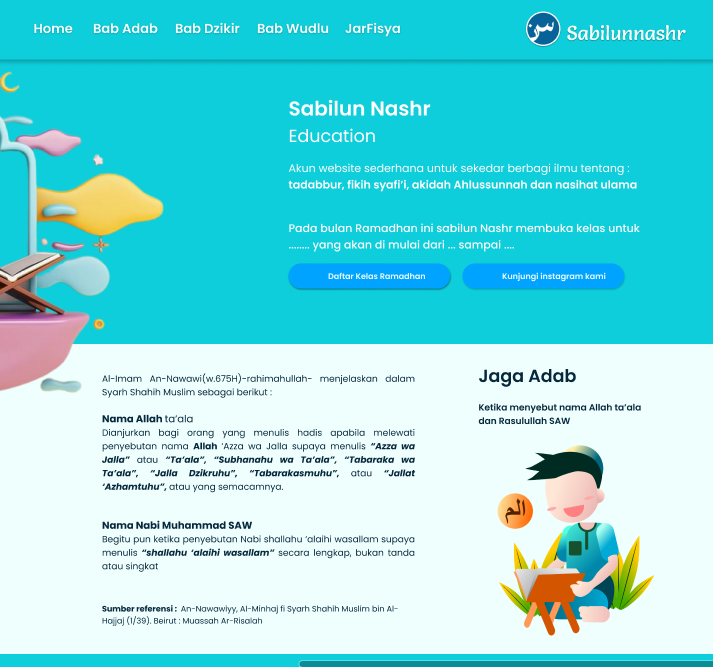 Home Bab Adab Bab Dzikir Bab Wudlu JarFisya
س Sabilunnashr
Sabilun Nashr
Education
Akun website sederhana untuk sekedar berbagi ilmu tentang :
tadabbur, fikih syafi’i, akidah Ahlussunnah dan nasihat ulama
Pada bulan Ramadhan ini sabilun Nashr membuka kelas untuk
........ yang akan di mulai dari ... sampai ....
Daftar Kelas Ramadhan Kunjungi instagram kami
Al-Imam An-Nawawi(w.675H)-rahimahullah- menjelaskan dalam
Syarh Shahih Muslim sebagai berikut :
Nama Allah ta’ala
Dianjurkan bagi orang yang menulis hadis apabila melewati
penyebutan nama Allah ‘Azza wa Jalla supaya menulis “Azza wa
Jalla” atau “Ta’ala”, “Subhanahu wa Ta’ala”, “Tabaraka wa
Ta’ala”, “Jalla Dzikruhu”, “Tabarakasmuhu”, atau “Jallat
‘Azhamtuhu”, atau yang semacamnya.
Nama Nabi Muhammad SAW
Begitu pun ketika penyebutan Nabi shallahu ‘alaihi wasallam supaya
menulis “shallahu ‘alaihi wasallam” secara lengkap, bukan tanda
atau singkat
Sumber referensi : An-Nawawiyy, Al-Minhaj fi Syarh Shahih Muslim bin Al-
Hajjaj (1/39). Beirut : Muassah Ar-Risalah
Jaga Adab
Ketika menyebut nama Allah ta’ala
dan Rasulullah SAW
الم